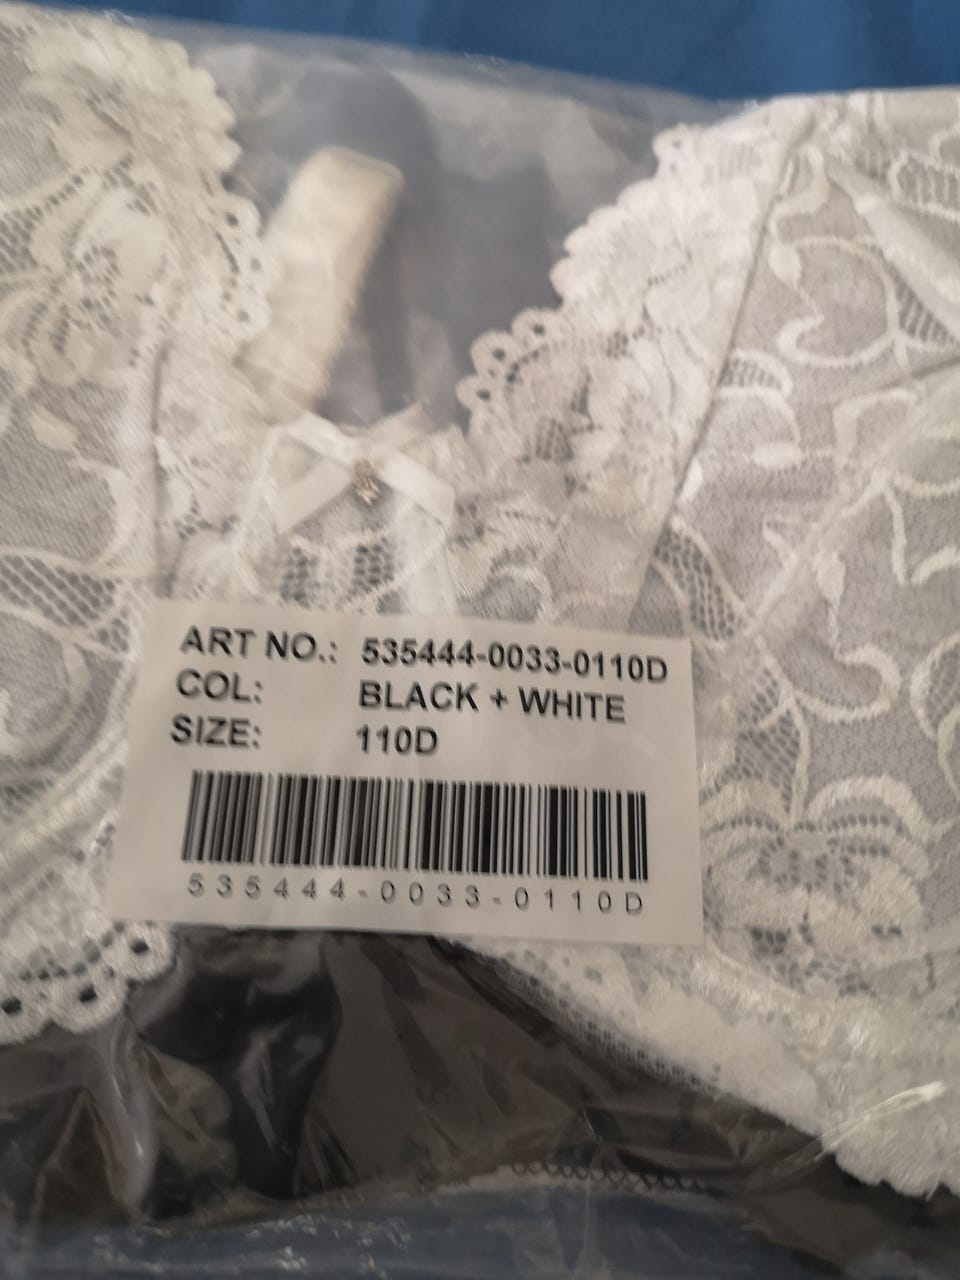 ART NO.: 535444-0033-0110D
COL: BLACK + WHITE
SIZE: 110D
535444-0033-0110D